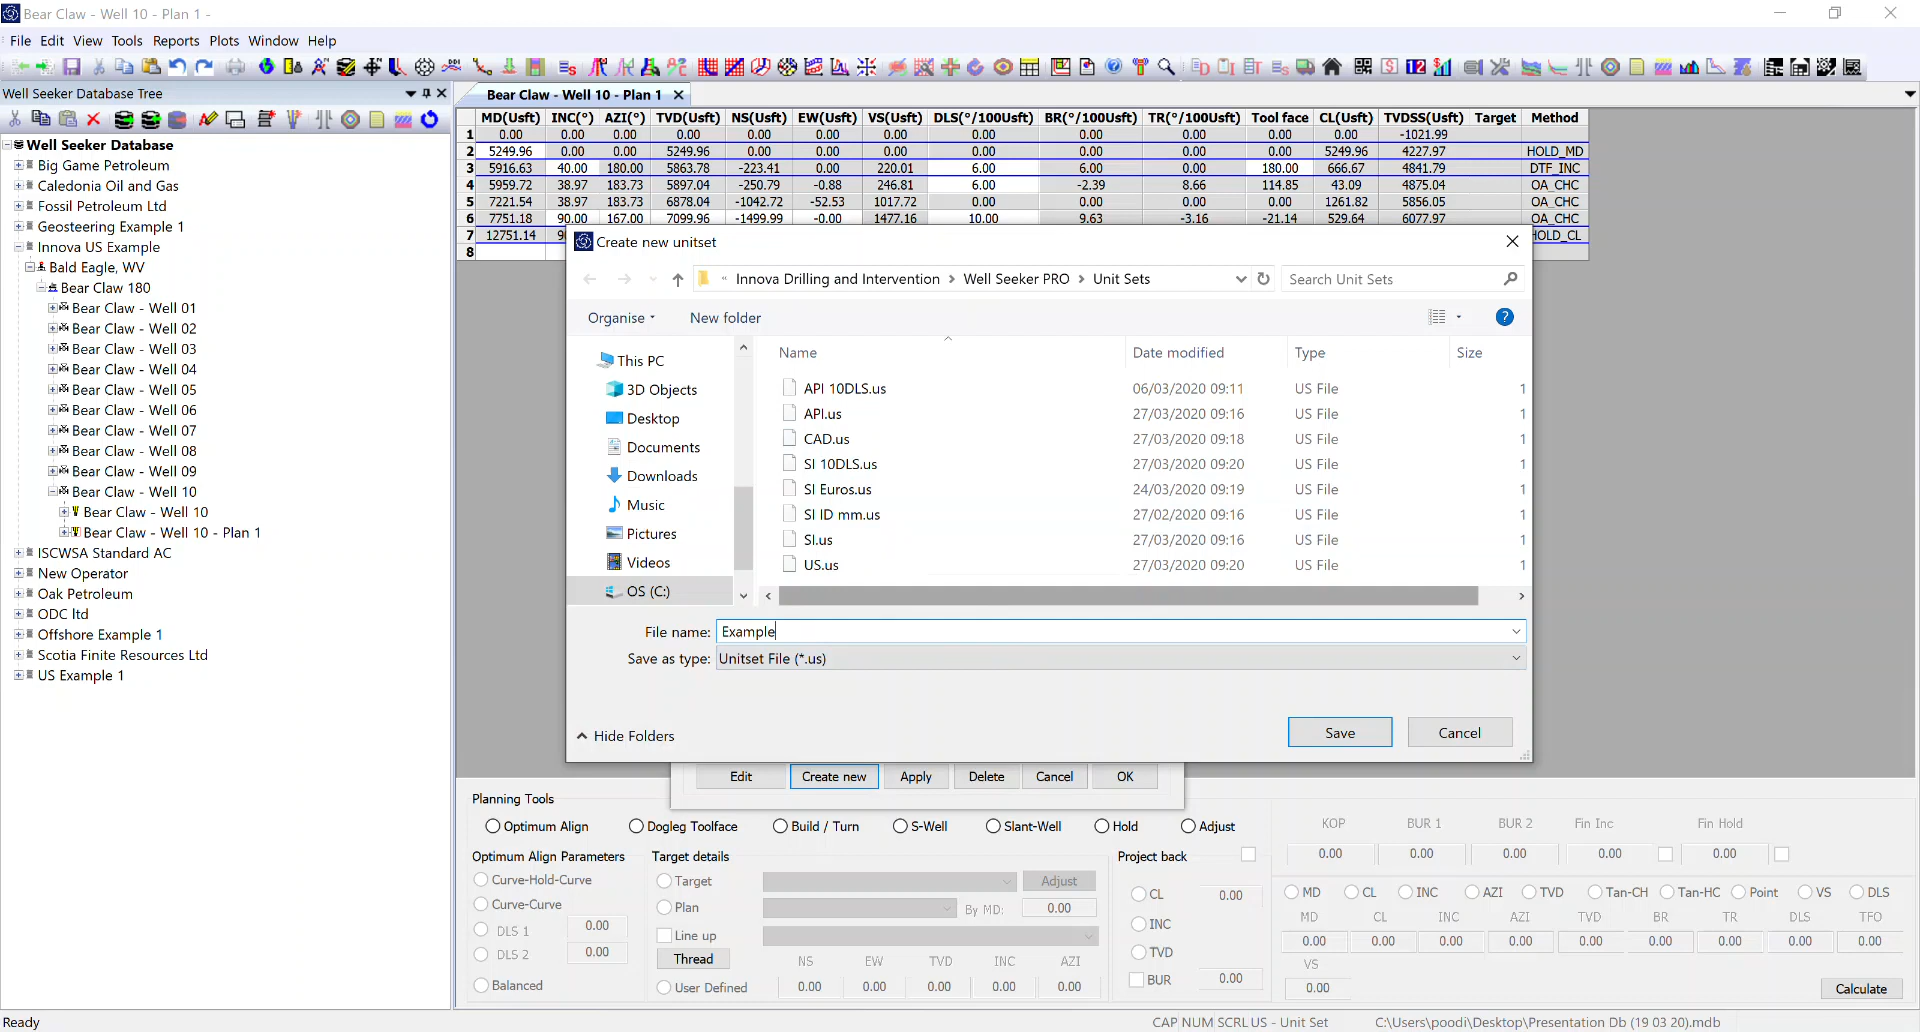 Bear Claw - Well 10 - Plan 1 -
File Edit View Tools Reports Plots Window Help
Well Seeker Database Tree
Bear Claw - Well 10 - Plan 1
MD(Usft) INC(°) AZI(°) TVD(Usft) NS(Usft) EW(Usft) VS(Usft) DLS(°/100Usft) BR(°/100Usft) TR(°/100Usft) Tool face CL(Usft) TVDSS(Usft) Target Method
1 0.00 0.00 0.00 0.00 0.00 0.00 0.00 0.00 0.00 0.00 0.00 0.00 -1021.99
2 5249.96 0.00 0.00 5249.96 0.00 0.00 0.00 0.00 0.00 0.00 0.00 5249.96 4227.97 HOLD_MD
3 5916.63 40.00 180.00 5863.78 -223.41 0.00 220.01 6.00 6.00 0.00 180.00 666.67 4841.79 DTF_INC
4 5959.72 38.97 183.73 5897.04 -250.79 -0.88 246.81 6.00 -2.39 8.66 114.85 43.09 4875.04 OA_CHC
5 7221.54 38.97 183.73 6878.04 -1042.72 -52.53 1017.72 0.00 0.00 0.00 0.00 1261.82 5856.05 OA_CHC
6 7751.18 90.00 167.00 7099.96 -1499.99 -0.00 1477.16 10.00 9.63 -3.16 -21.14 529.64 6077.97 OA_CHC
7 12751.14
8
Well Seeker Database
Big Game Petroleum
Caledonia Oil and Gas
Fossil Petroleum Ltd
Geosteering Example 1
Innova US Example
Bald Eagle, WV
Bear Claw 180
Bear Claw - Well 01
Bear Claw - Well 02
Bear Claw - Well 03
Bear Claw - Well 04
Bear Claw - Well 05
Bear Claw - Well 06
Bear Claw - Well 07
Bear Claw - Well 08
Bear Claw - Well 09
Bear Claw - Well 10
Bear Claw - Well 10
Bear Claw - Well 10 - Plan 1
ISCWSA Standard AC
New Operator
Oak Petroleum
ODC ltd
Offshore Example 1
Scotia Finite Resources Ltd
US Example 1
Create new unitset
« Innova Drilling and Intervention > Well Seeker PRO > Unit Sets
Search Unit Sets
Organise New folder
This PC
3D Objects
Desktop
Documents
Downloads
Music
Pictures
Videos
OS (C:)
Name Date modified Type Size
API 10DLS.us 06/03/2020 09:11 US File 1
API.us 27/03/2020 09:16 US File 1
CAD.us 27/03/2020 09:18 US File 1
SI 10DLS.us 27/03/2020 09:20 US File 1
SI Euros.us 24/03/2020 09:19 US File 1
SI ID mm.us 27/02/2020 09:16 US File 1
SI.us 27/03/2020 09:16 US File 1
US.us 27/03/2020 09:20 US File 1
File name: Example
Save as type: Unitset File (*.us)
Hide Folders Save Cancel
Edit Create new Apply Delete Cancel OK
Planning Tools
Optimum Align Dogleg Toolface Build / Turn S-Well Slant-Well Hold Adjust
Optimum Align Parameters
Curve-Hold-Curve
Curve-Curve
DLS 1 0.00
DLS 2 0.00
Balanced
Target details
Target Adjust
Plan By MD: 0.00
Line up
Thread NS EW TVD INC AZI
User Defined 0.00 0.00 0.00 0.00 0.00
Project back
CL 0.00
INC
TVD
BUR 0.00
KOP BUR 1 BUR 2 Fin Inc Fin Hold
0.00 0.00 0.00 0.00 0.00
MD CL INC AZI TVD Tan-CH Tan-HC Point VS DLS
MD CL INC AZI TVD BR TR DLS TFO
0.00 0.00 0.00 0.00 0.00 0.00 0.00 0.00 0.00
VS
0.00
Calculate
Ready CAP NUM SCRL US - Unit Set C:\Users\poodi\Desktop\Presentation Db (19 03 20).mdb